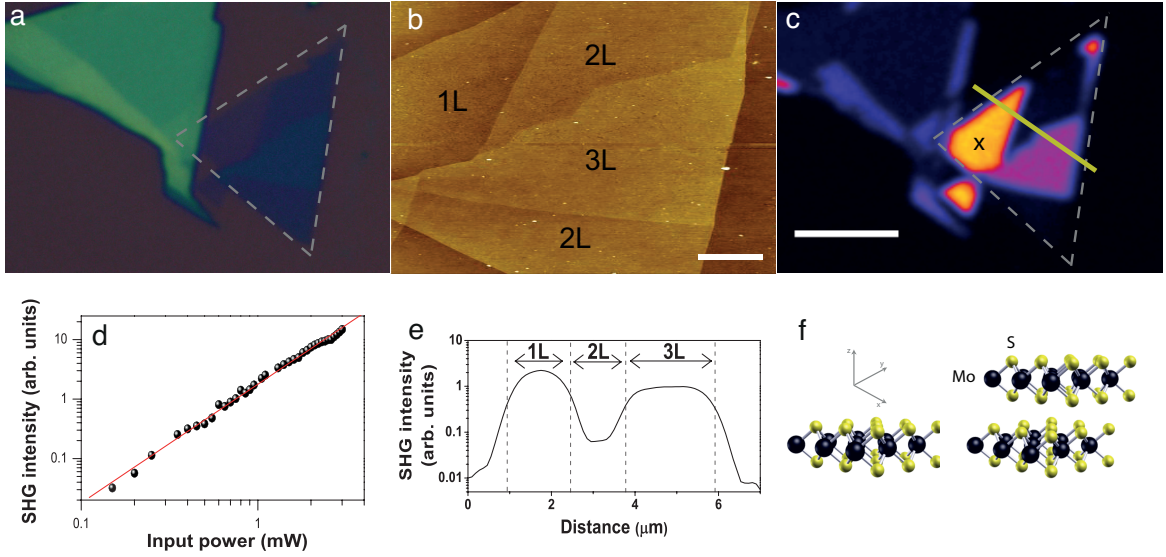 a
b
2L
1L
3L
2L
c
x
d
SHG intensity (arb. units)
10
1
0.1
0.1
1
Input power (mW)
e
SHG intensity
(arb. units)
10
1
0.1
0.01
1L
2L
3L
0
2
4
6
Distance (μm)
f
z
y
x
S
Mo